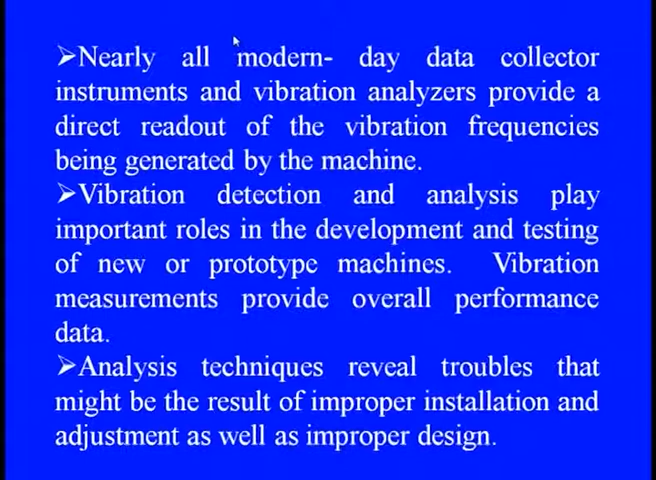 ➢Nearly all modern- day data collector
instruments and vibration analyzers provide a
direct readout of the vibration frequencies
being generated by the machine.
➢Vibration detection and analysis play
important roles in the development and testing
of new or prototype machines. Vibration
measurements provide overall performance
data.
➢Analysis techniques reveal troubles that
might be the result of improper installation and
adjustment as well as improper design.